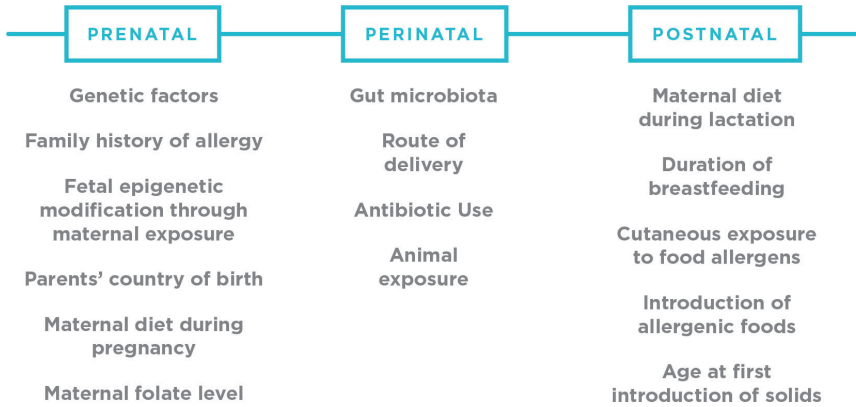 PRENATAL
Genetic factors
Family history of allergy
Fetal epigenetic
modification through
maternal exposure
Parents’ country of birth
Maternal diet during
pregnancy
Maternal folate level
PERINATAL
Gut microbiota
Route of
delivery
Antibiotic Use
Animal
exposure
POSTNATAL
Maternal diet
during lactation
Duration of
breastfeeding
Cutaneous exposure
to food allergens
Introduction of
allergenic foods
Age at first
introduction of solids